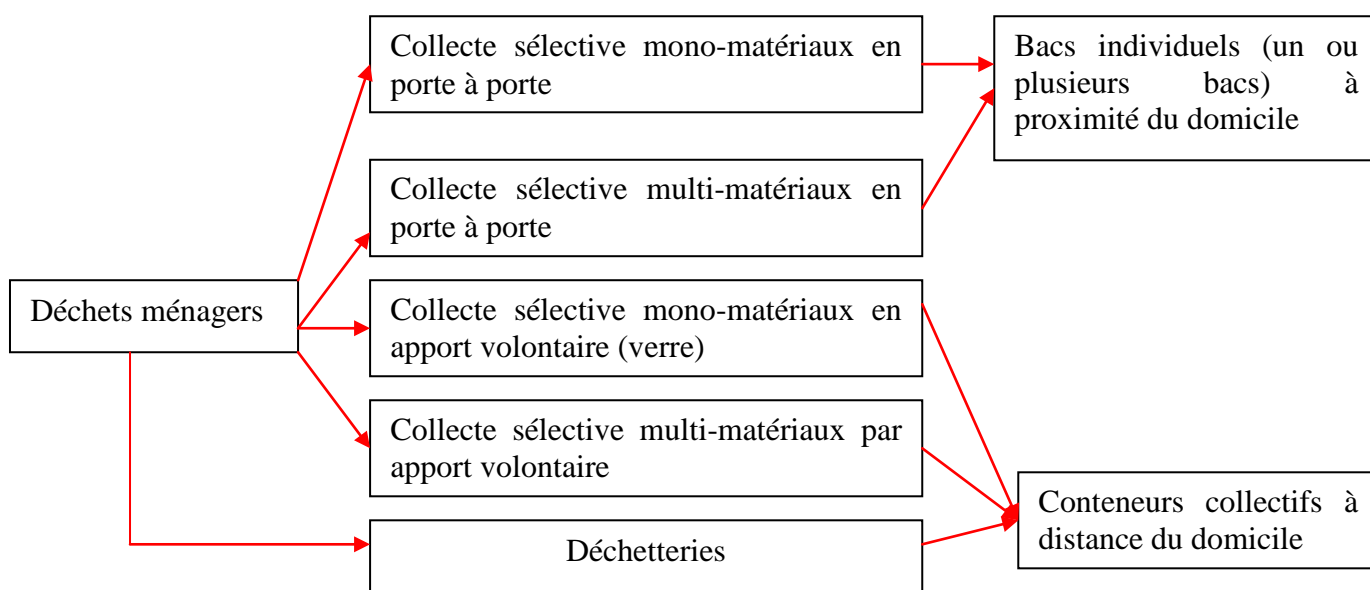 Collecte sélective mono-matériaux en
porte à porte
Bacs individuels (un ou
plusieurs bacs) à
proximité du domicile
Collecte sélective multi-matériaux en
porte à porte
Déchets ménagers
Collecte sélective mono-matériaux en
apport volontaire (verre)
Collecte sélective multi-matériaux par
apport volontaire
Conteneurs collectifs à
distance du domicile
Déchetteries